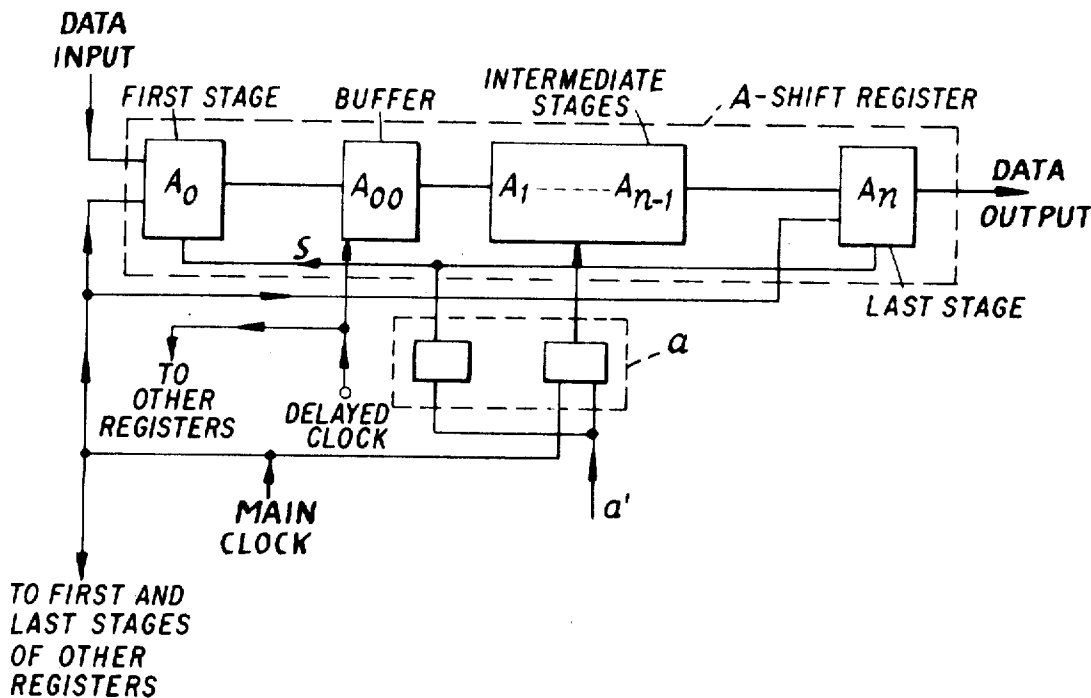 DATA
INPUT
FIRST STAGE
BUFFER
INTERMEDIATE
STAGES
A-SHIFT REGISTER
A0
A00
A1 ----- An-1
An
DATA
OUTPUT
S
LAST STAGE
a
TO
OTHER
REGISTERS
DELAYED
CLOCK
MAIN
CLOCK
a'
TO FIRST AND
LAST STAGES
OF OTHER
REGISTERS